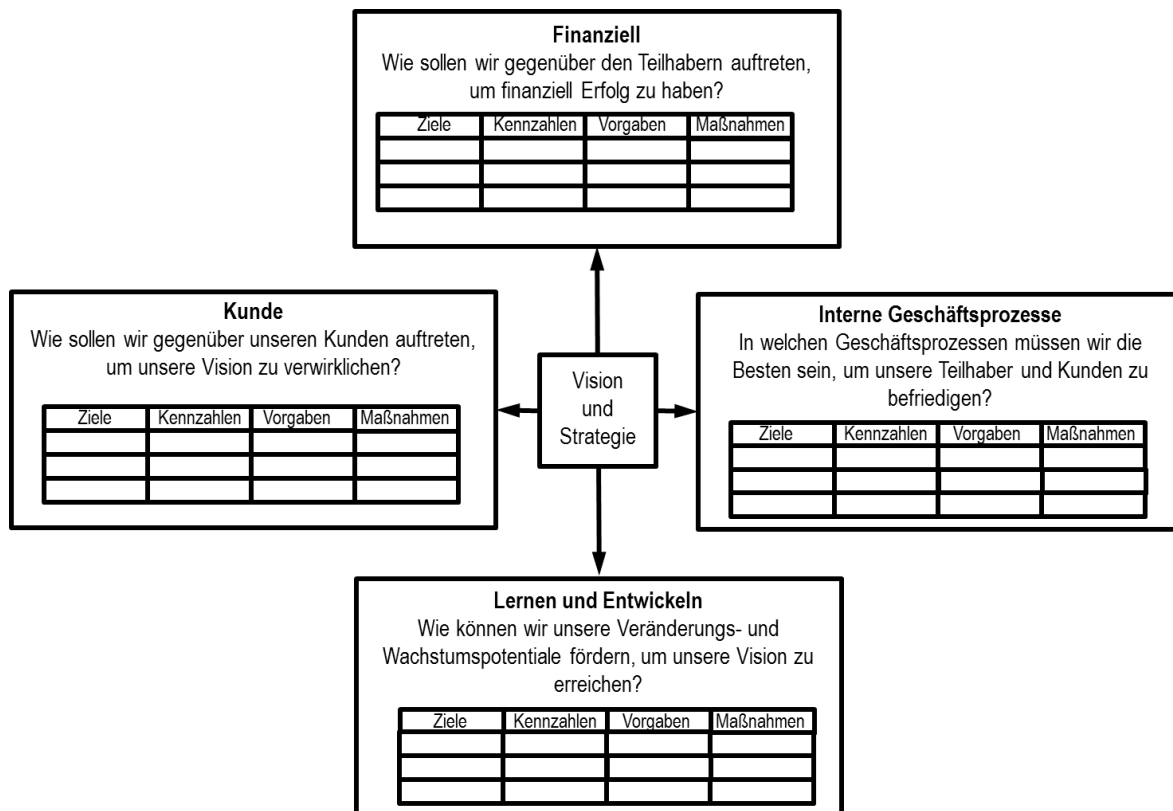 Finanziell
Wie sollen wir gegenüber den Teilhabern auftreten,
um finanziell Erfolg zu haben?
Ziele Kennzahlen Vorgaben Maßnahmen
Kunde
Wie sollen wir gegenüber unseren Kunden auftreten,
um unsere Vision zu verwirklichen?
Ziele Kennzahlen Vorgaben Maßnahmen
Vision
und
Strategie
Interne Geschäftsprozesse
In welchen Geschäftsprozessen müssen wir die
Besten sein, um unsere Teilhaber und Kunden zu
befriedigen?
Ziele Kennzahlen Vorgaben Maßnahmen
Lernen und Entwickeln
Wie können wir unsere Veränderungs- und
Wachstumspotentiale fördern, um unsere Vision zu
erreichen?
Ziele Kennzahlen Vorgaben Maßnahmen